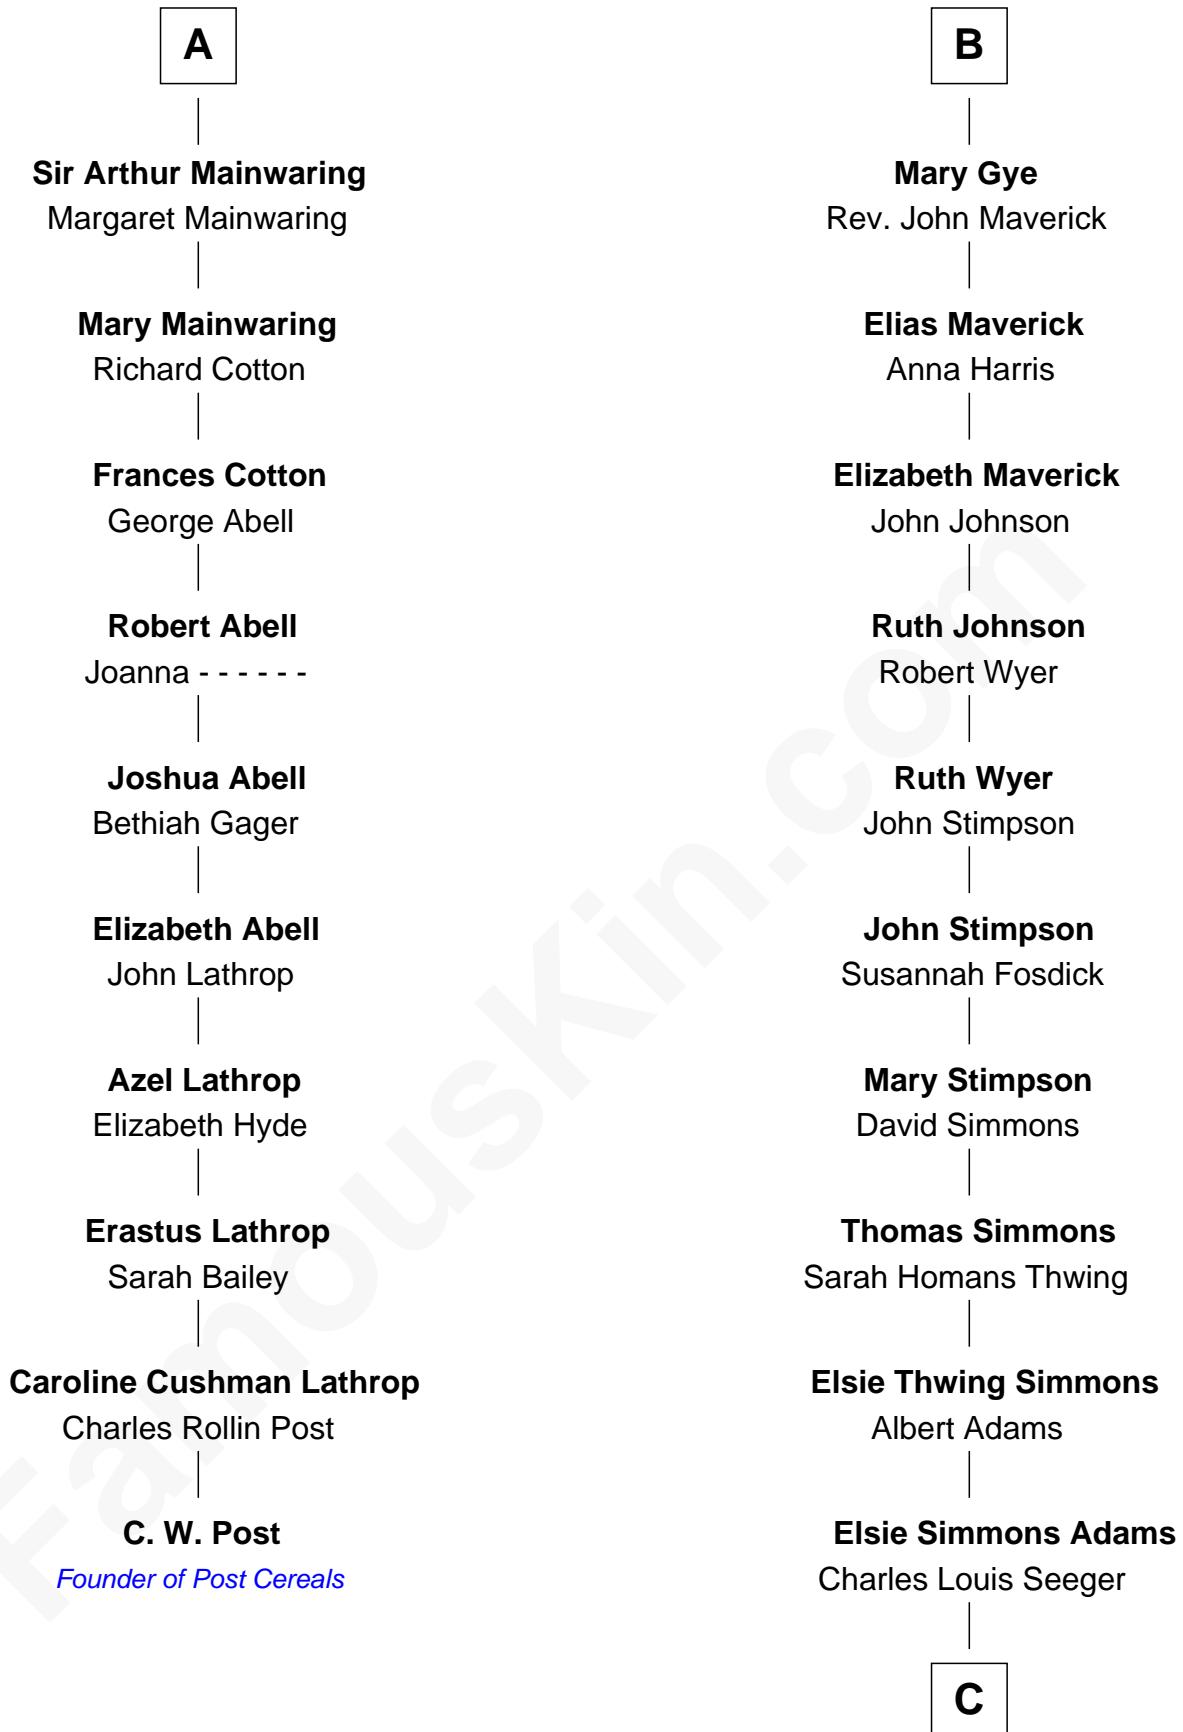 A
Sir Arthur Mainwaring
Margaret Mainwaring
Mary Mainwaring
Richard Cotton
Frances Cotton
George Abell
Robert Abell
Joanna - - - - - -
Joshua Abell
Bethiah Gager
Elizabeth Abell
John Lathrop
Azel Lathrop
Elizabeth Hyde
Erastus Lathrop
Sarah Bailey
Caroline Cushman Lathrop
Charles Rollin Post
C. W. Post
Founder of Post Cereals
B
Mary Gye
Rev. John Maverick
Elias Maverick
Anna Harris
Elizabeth Maverick
John Johnson
Ruth Johnson
Robert Wyer
Ruth Wyer
John Stimpson
John Stimpson
Susannah Fosdick
Mary Stimpson
David Simmons
Thomas Simmons
Sarah Homans Thwing
Elsie Thwing Simmons
Albert Adams
Elsie Simmons Adams
Charles Louis Seeger
C
FamousKin.com